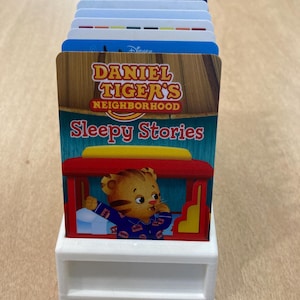 Disney
DANIEL
TIGER'S
NEIGHBORHOOD
Sleepy Stories